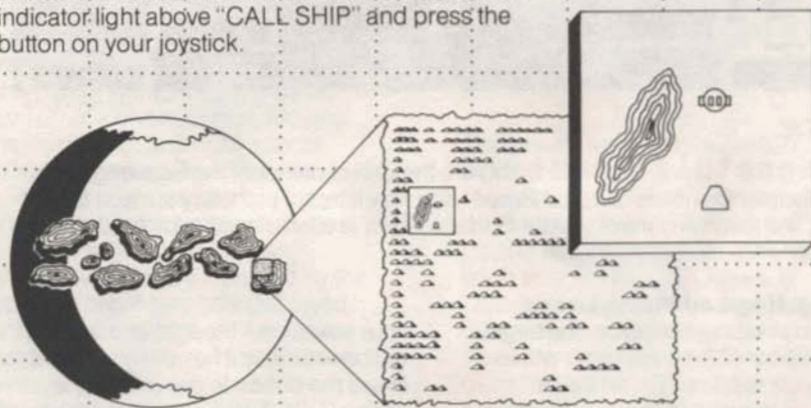 indicator light above “CALL SHIP” and press the
button on your joystick.